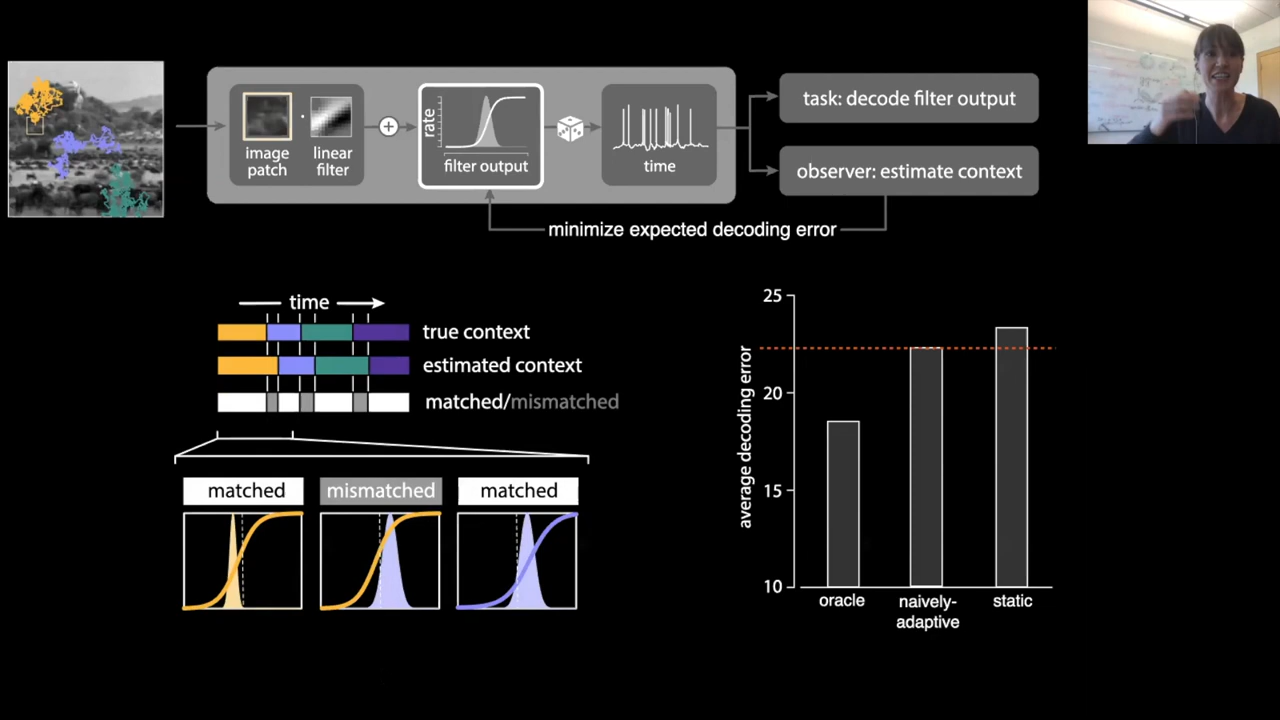 image
patch
linear
filter
rate
filter output
time
task: decode filter output
observer: estimate context
minimize expected decoding error
time
true context
estimated context
matched/mismatched
matched
mismatched
matched
average decoding error
25
20
15
10
oracle
naively-
adaptive
static